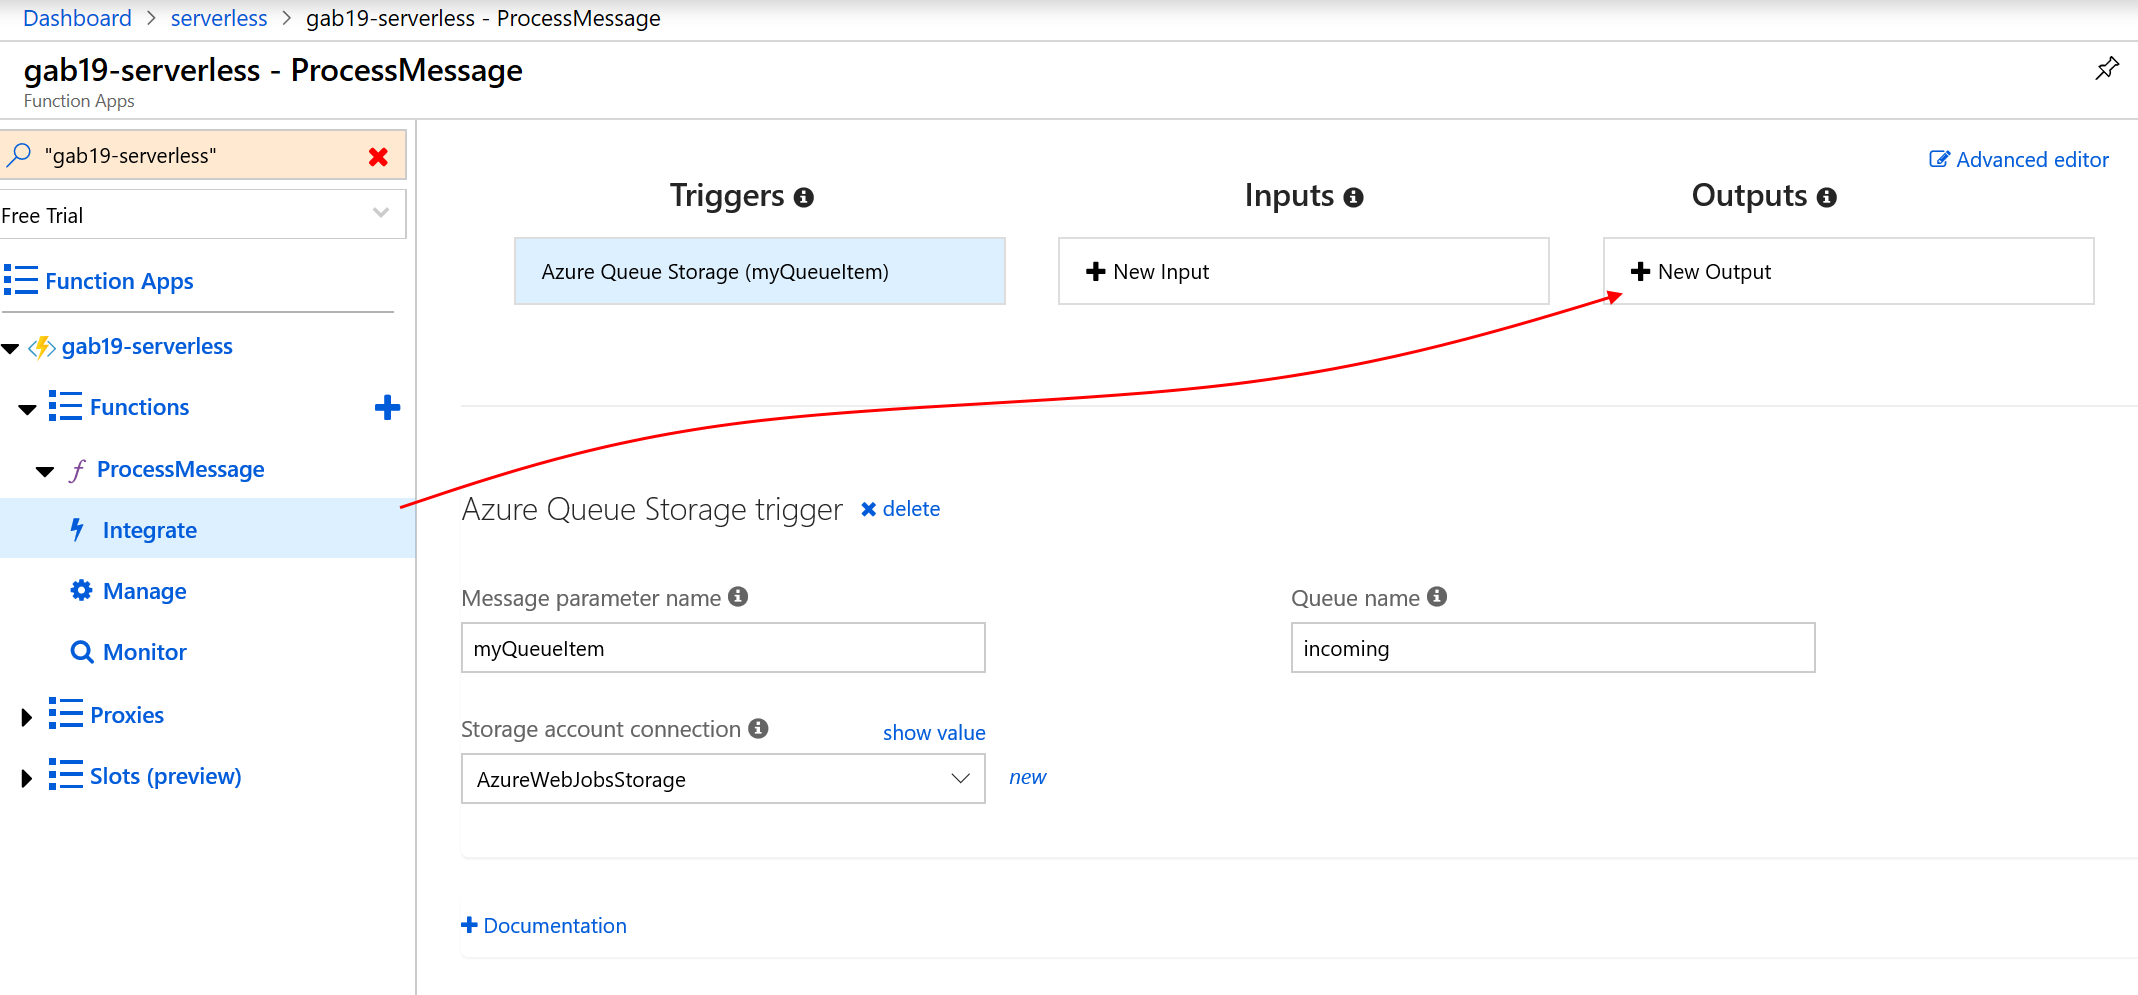 Dashboard > serverless > gab19-serverless - ProcessMessage
gab19-serverless - ProcessMessage
Function Apps
"gab19-serverless"
Free Trial
Function Apps
gab19-serverless
Functions
ProcessMessage
Integrate
Manage
Monitor
Proxies
Slots (preview)
Advanced editor
Triggers
Inputs
Outputs
Azure Queue Storage (myQueueItem)
New Input
New Output
Azure Queue Storage trigger
delete
Message parameter name
Queue name
myQueueItem
incoming
Storage account connection
show value
AzureWebJobsStorage
new
Documentation